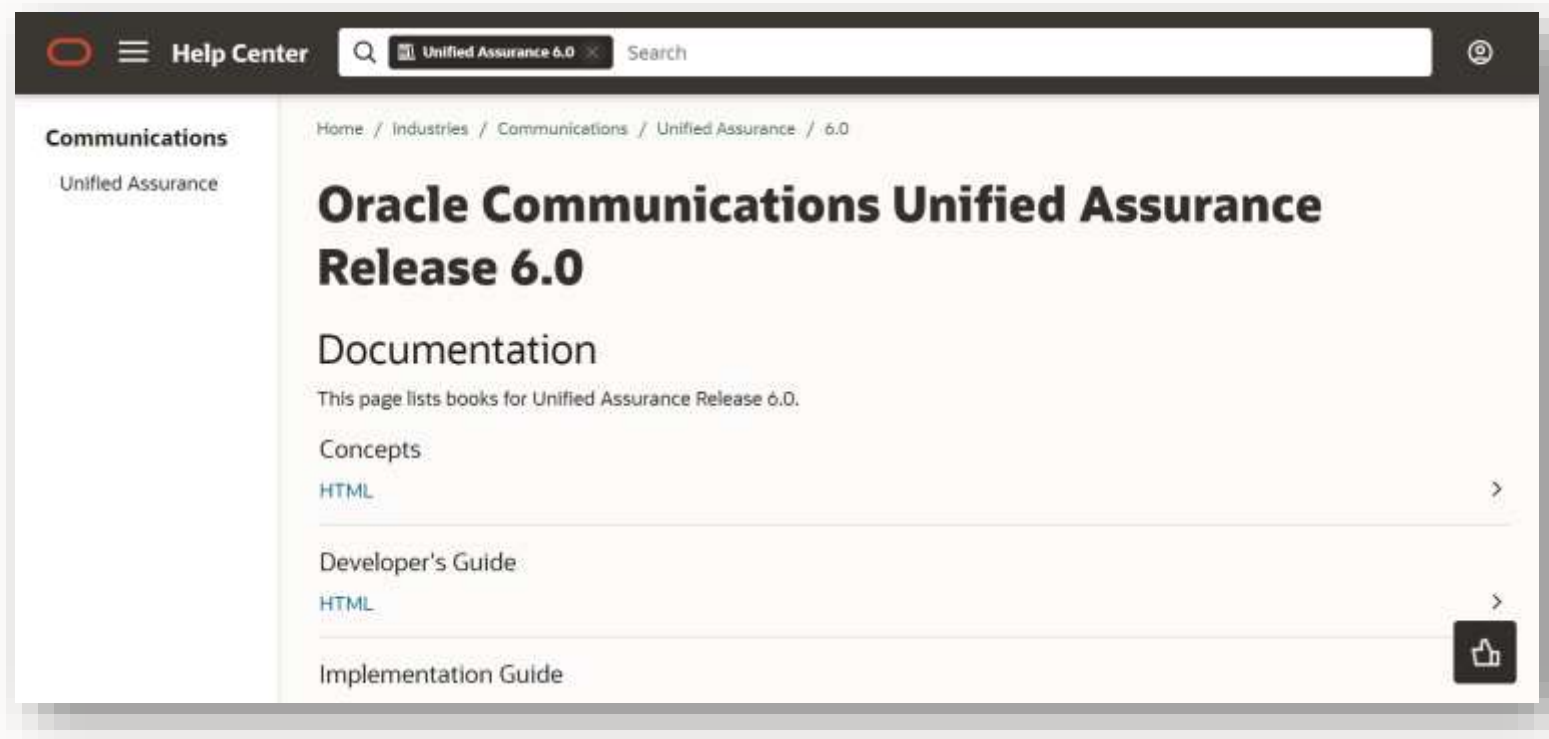 Help Center
Unified Assurance 6.0
Search
Communications
Unified Assurance
Home / Industries / Communications / Unified Assurance / 6.0
Oracle Communications Unified Assurance
Release 6.0
Documentation
This page lists books for Unified Assurance Release 6.0.
Concepts
HTML
Developer's Guide
HTML
Implementation Guide